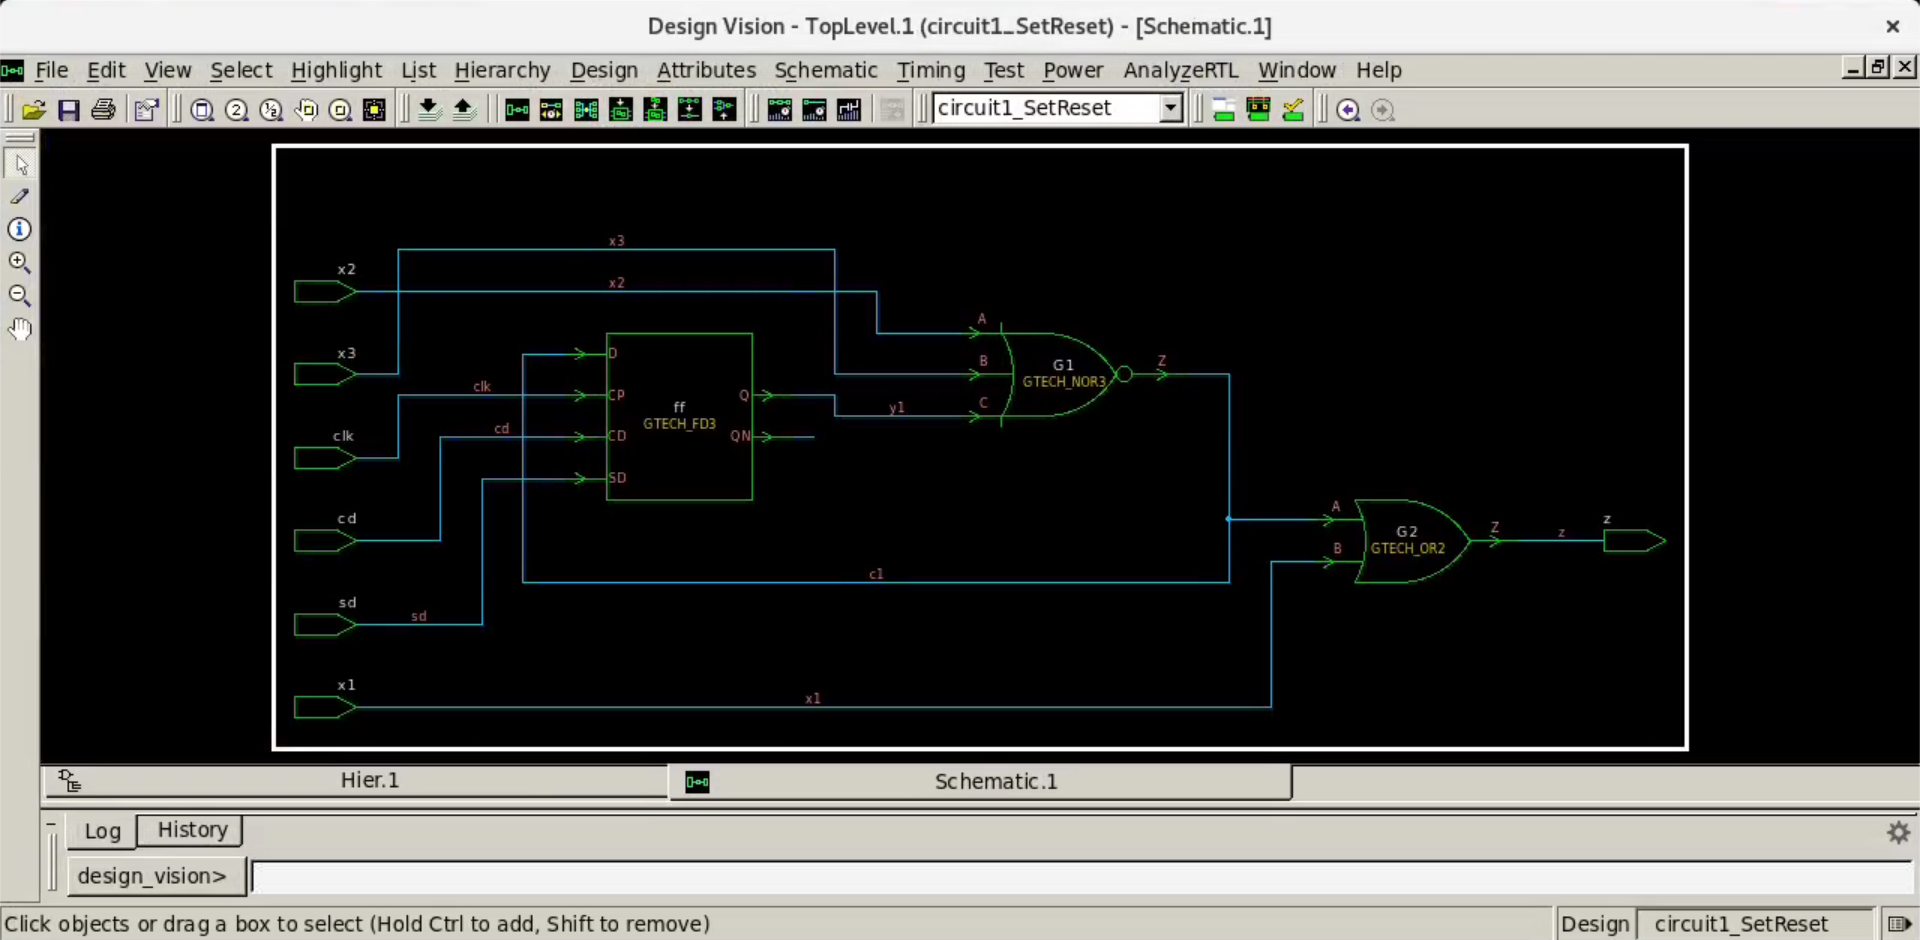 Design Vision - TopLevel.1 (circuit1_SetReset) - [Schematic.1]
File Edit View Select Highlight List Hierarchy Design Attributes Schematic Timing Test Power AnalyzeRTL Window Help
2 ½ circuit1_SetReset
x3
x2 x2
A
x3 D G1 Z
B GTECH_NOR3
clk CP Q y1 C
clk ff
GTECH_FD3
cd CD QN
SD
cd A G2 Z z z
B GTECH_OR2
c1
sd sd
x1 x1
Hier.1 Schematic.1
Log History
design_vision>
Click objects or drag a box to select (Hold Ctrl to add, Shift to remove) Design circuit1_SetReset